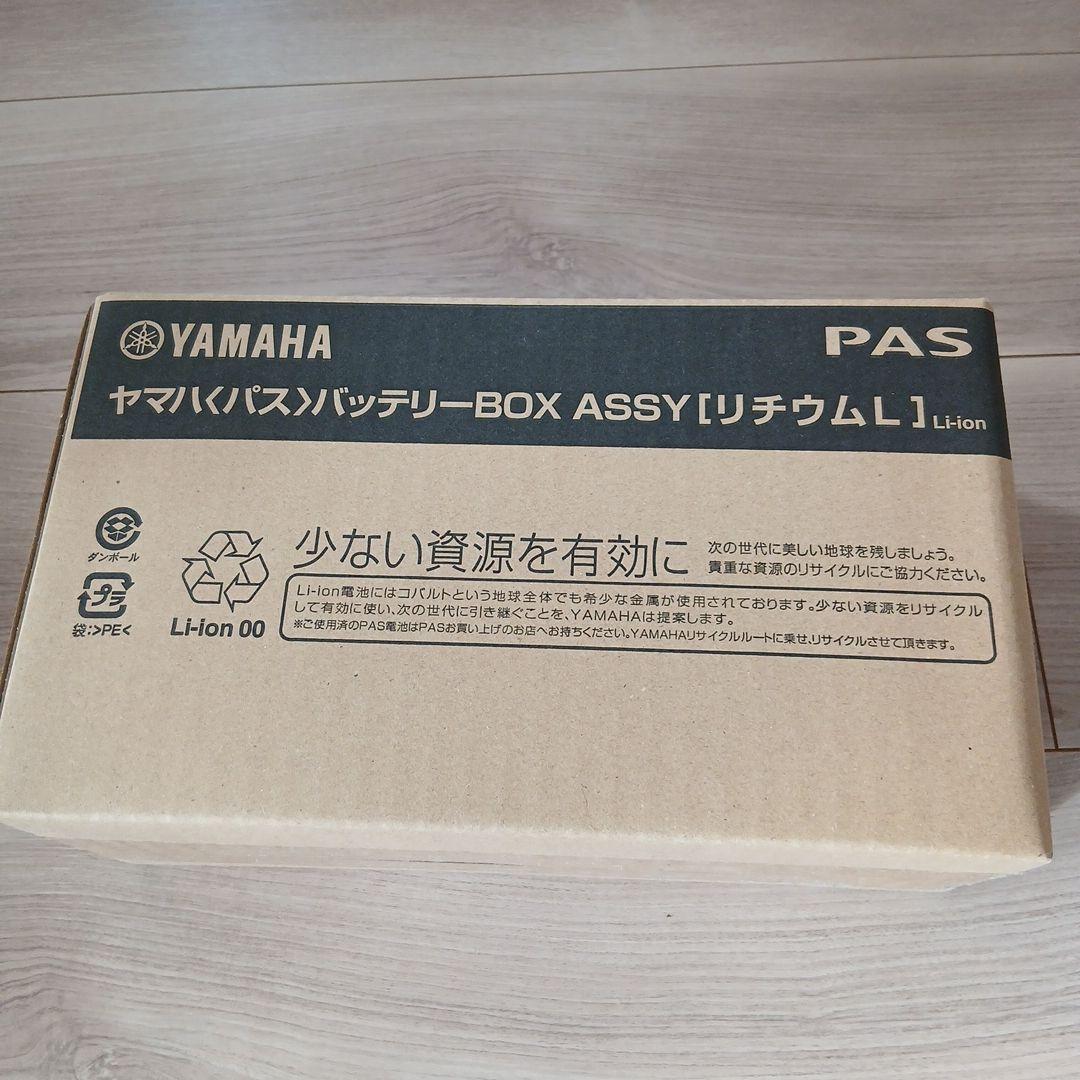 YAMAHA
PAS
ヤマハ〈パス〉バッテリーBOX ASSY[リチウムL] Li-ion
ダンボール
プラ
袋:>PE<
Li-ion 00
少ない資源を有効に
次の世代に美しい地球を残しましょう。
貴重な資源のリサイクルにご協力ください。
Li-ion電池にはコバルトという地球全体でも希少な金属が使用されております。少ない資源をリサイクル
して有効に使い、次の世代に引き継ぐことを、YAMAHAは提案します。
※ご使用済のPAS電池はPASお買い上げのお店へお持ちください。YAMAHAリサイクルルートに乗せ、リサイクルさせて頂きます。